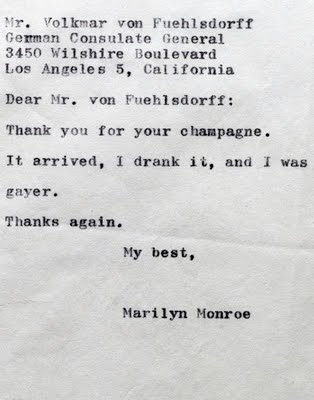 Mr. Volkmar von Fuehlsdorff
German Consulate General
3450 Wilshire Boulevard
Los Angeles 5, California
Dear Mr. von Fuehlsdorff:
Thank you for your champagne.
It arrived, I drank it, and I was
gayer.
Thanks again.
My best,
Marilyn Monroe